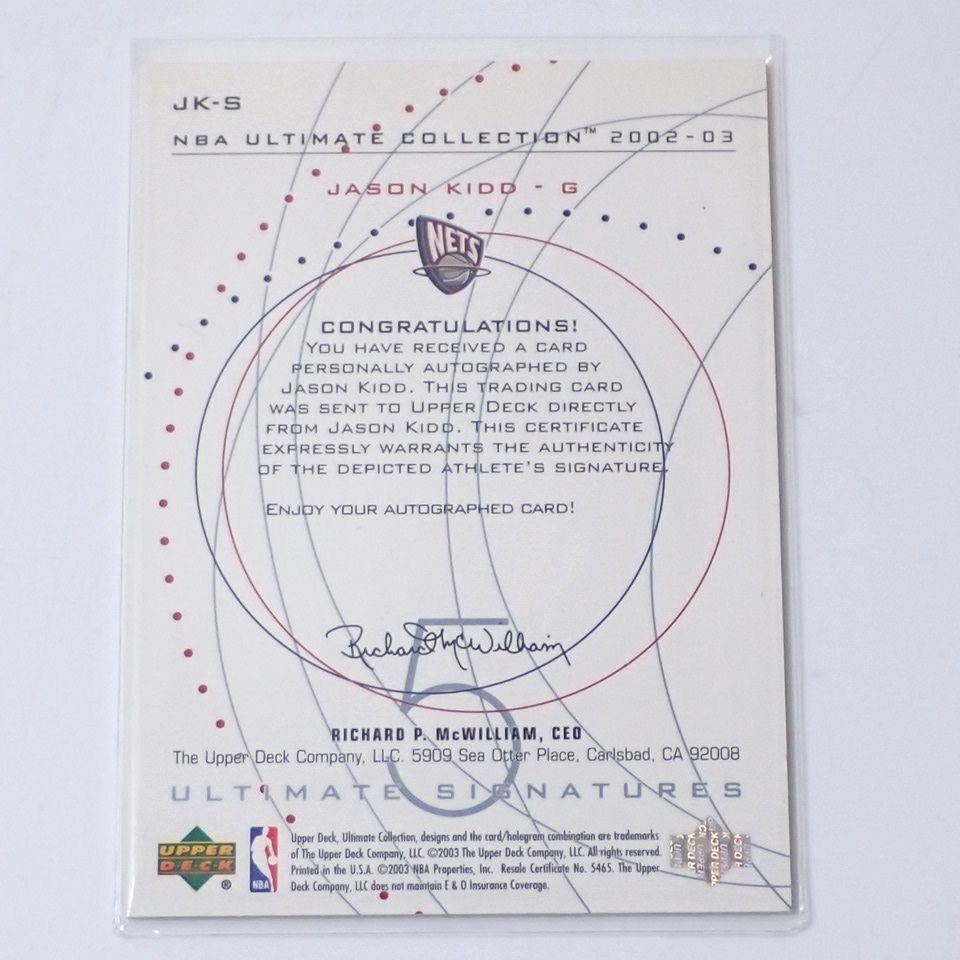 JK-S
NBA ULTIMATE COLLECTION™ 2002-03
JASON KIDD - G
NETS
CONGRATULATIONS!
YOU HAVE RECEIVED A CARD
PERSONALLY AUTOGRAPHED BY
JASON KIDD. THIS TRADING CARD
WAS SENT TO UPPER DECK DIRECTLY
FROM JASON KIDD. THIS CERTIFICATE
EXPRESSLY WARRANTS THE AUTHENTICITY
OF THE DEPICTED ATHLETE'S SIGNATURE.
ENJOY YOUR AUTOGRAPHED CARD!
Richard McWilliam
5
RICHARD P. McWILLIAM, CEO
The Upper Deck Company, LLC. 5909 Sea Otter Place, Carlsbad, CA 92008
ULTIMATE SIGNATURES
UPPER DECK ®
NBA
Upper Deck, Ultimate Collection, designs and the card/hologram combination are trademarks
of The Upper Deck Company, LLC. ©2003 The Upper Deck Company, LLC. All rights reserved.
Printed in the U.S.A. ©2003 NBA Properties, Inc. Resale Certificate No. 5465. The Upper
Deck Company, LLC does not maintain E & O Insurance Coverage.